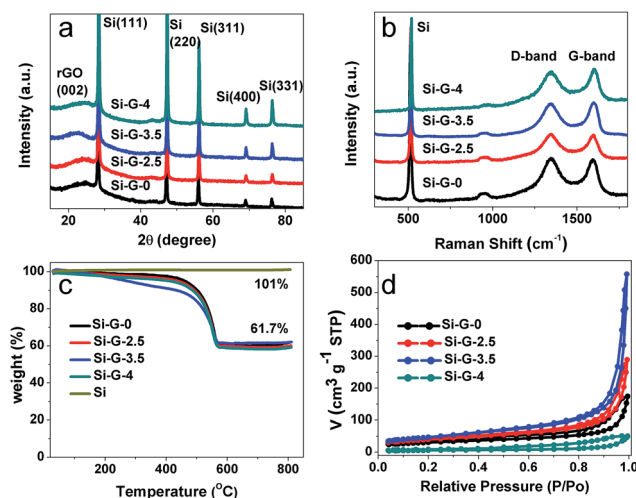 a
Si(111)
Si
(220)
Si(311)
rGO
(002)
Si(400)
Si(331)
Si-G-4
Si-G-3.5
Si-G-2.5
Si-G-0
Intensity (a.u.)
20 30 40 50 60 70 80
2θ (degree)
b
Si
D-band
G-band
Si-G-4
Si-G-3.5
Si-G-2.5
Si-G-0
Intensity (a.u.)
500 1000 1500
Raman Shift (cm-1)
c
100
80
60
40
20
0
weight (%)
101%
61.7%
Si-G-0
Si-G-2.5
Si-G-3.5
Si-G-4
Si
0 200 400 600 800
Temperature (oC)
d
600
500
400
300
200
100
0
V (cm3 g-1 STP)
Si-G-0
Si-G-2.5
Si-G-3.5
Si-G-4
0.0 0.2 0.4 0.6 0.8 1.0
Relative Pressure (P/Po)